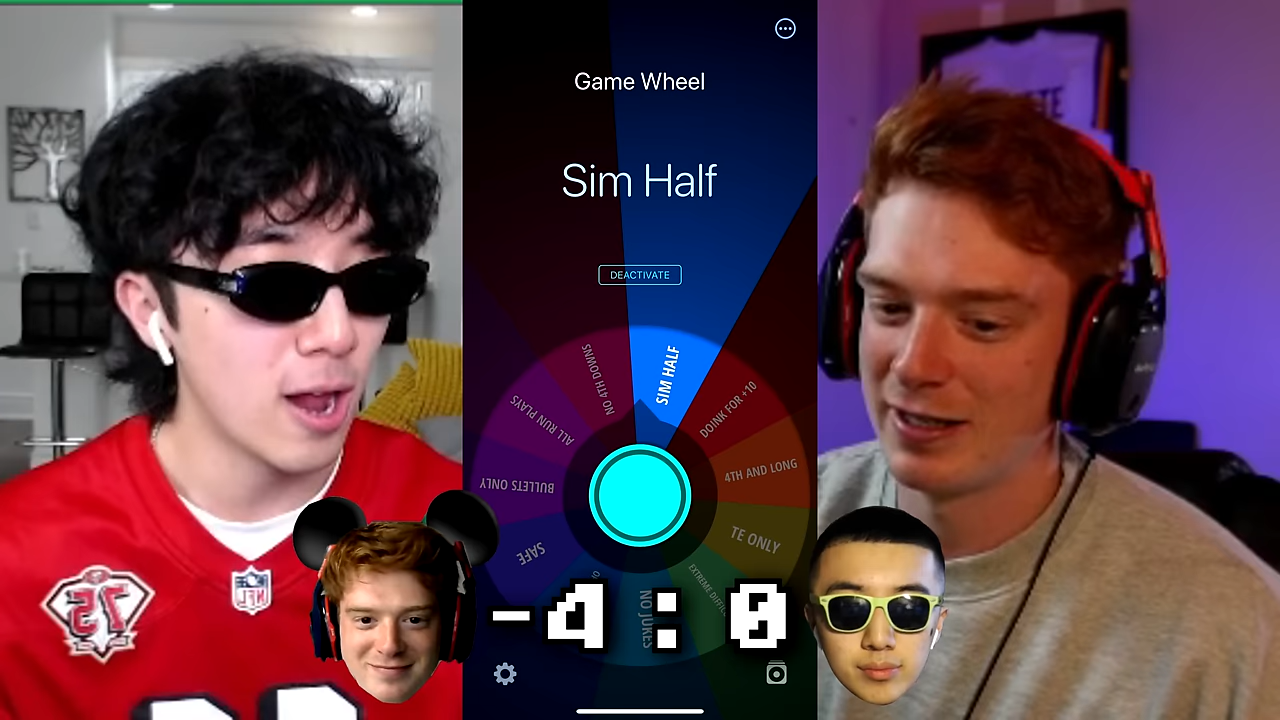 Game Wheel
Sim Half
DEACTIVATE
NO 4TH DOWNS
SIM HALF
DOINK FOR +10
ALL RUN PLAYS
4TH AND LONG
BULLETS ONLY
TE ONLY
SAFE
EXTREME
NO JUKES
-4 : 0
75
NFL